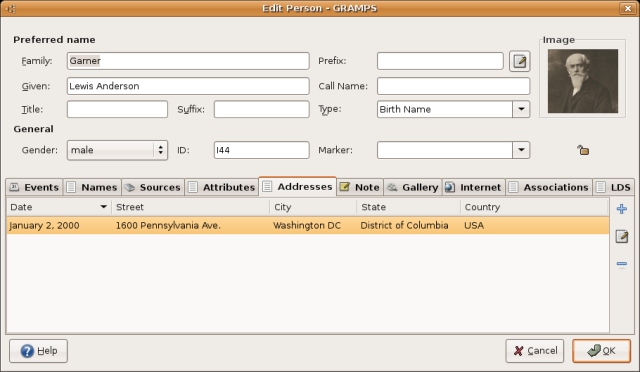 Edit Person - GRAMPS
Preferred name
Image
Family: Garner Prefix:
Given: Lewis Anderson Call Name:
Title: Suffix: Type: Birth Name
General
Gender: male ID: I44 Marker:
Events Names Sources Attributes Addresses Note Gallery Internet Associations LDS
Date Street City State Country
January 2, 2000 1600 Pennsylvania Ave. Washington DC District of Columbia USA
Help Cancel OK